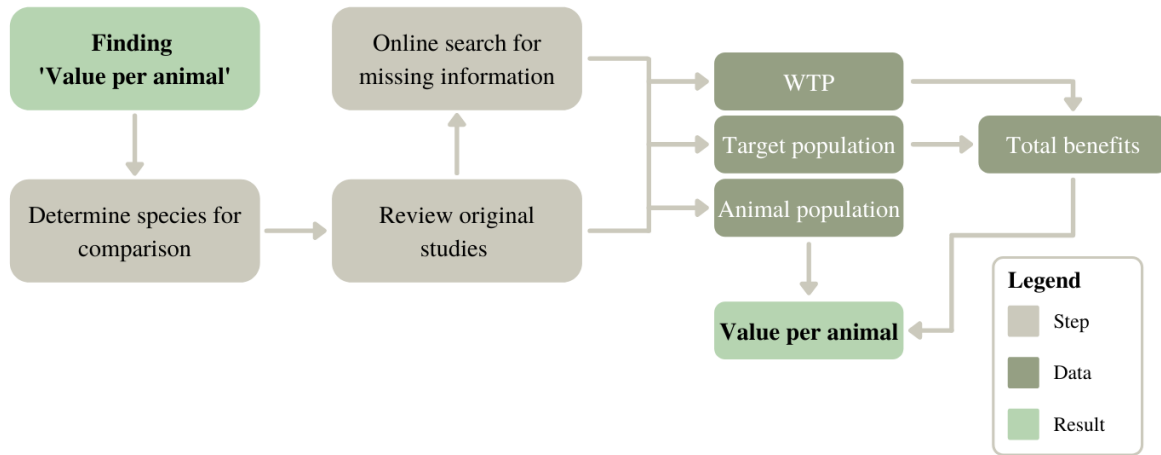 Finding
'Value per animal'
Online search for
missing information
WTP
Target population
Total benefits
Determine species for
comparison
Review original
studies
Animal population
Value per animal
Legend
Step
Data
Result